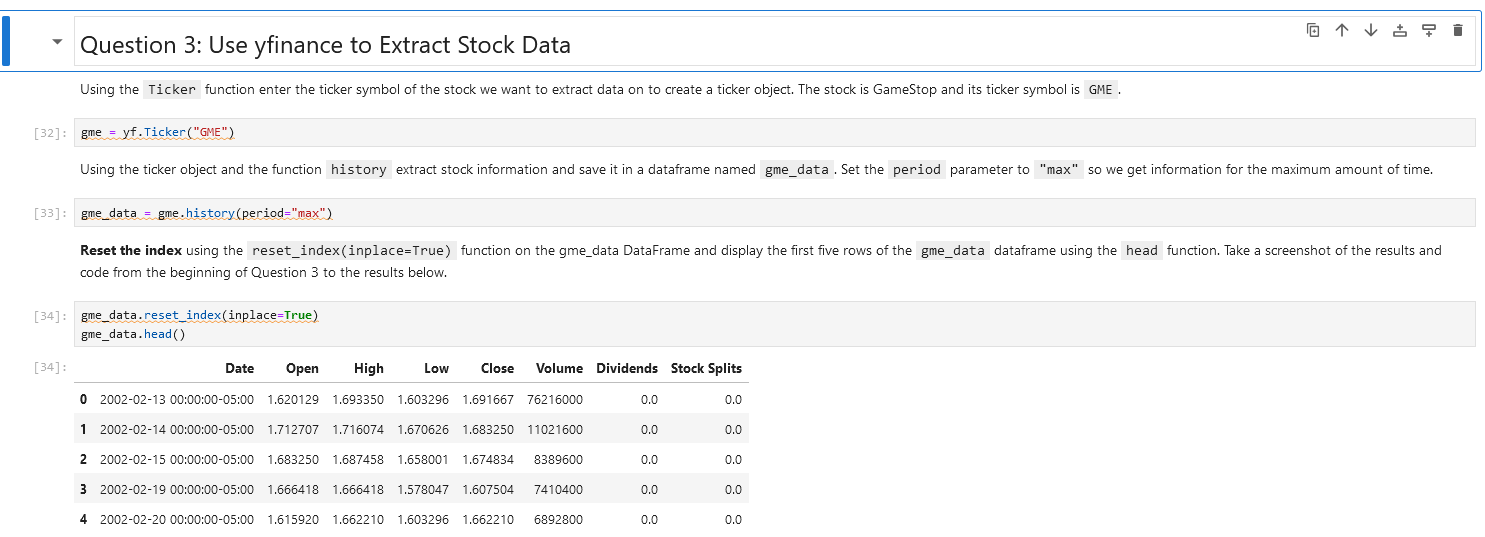 Question 3: Use yfinance to Extract Stock Data
Using the Ticker function enter the ticker symbol of the stock we want to extract data on to create a ticker object. The stock is GameStop and its ticker symbol is GME .
[32]: gme = yf.Ticker("GME")
Using the ticker object and the function history extract stock information and save it in a dataframe named gme_data . Set the period parameter to "max" so we get information for the maximum amount of time.
[33]: gme_data = gme.history(period="max")
Reset the index using the reset_index(inplace=True) function on the gme_data DataFrame and display the first five rows of the gme_data dataframe using the head function. Take a screenshot of the results and
code from the beginning of Question 3 to the results below.
[34]: gme_data.reset_index(inplace=True)
gme_data.head()
[34]: Date Open High Low Close Volume Dividends Stock Splits
0 2002-02-13 00:00:00-05:00 1.620129 1.693350 1.603296 1.691667 76216000 0.0 0.0
1 2002-02-14 00:00:00-05:00 1.712707 1.716074 1.670626 1.683250 11021600 0.0 0.0
2 2002-02-15 00:00:00-05:00 1.683250 1.687458 1.658001 1.674834 8389600 0.0 0.0
3 2002-02-19 00:00:00-05:00 1.666418 1.666418 1.578047 1.607504 7410400 0.0 0.0
4 2002-02-20 00:00:00-05:00 1.615920 1.662210 1.603296 1.662210 6892800 0.0 0.0